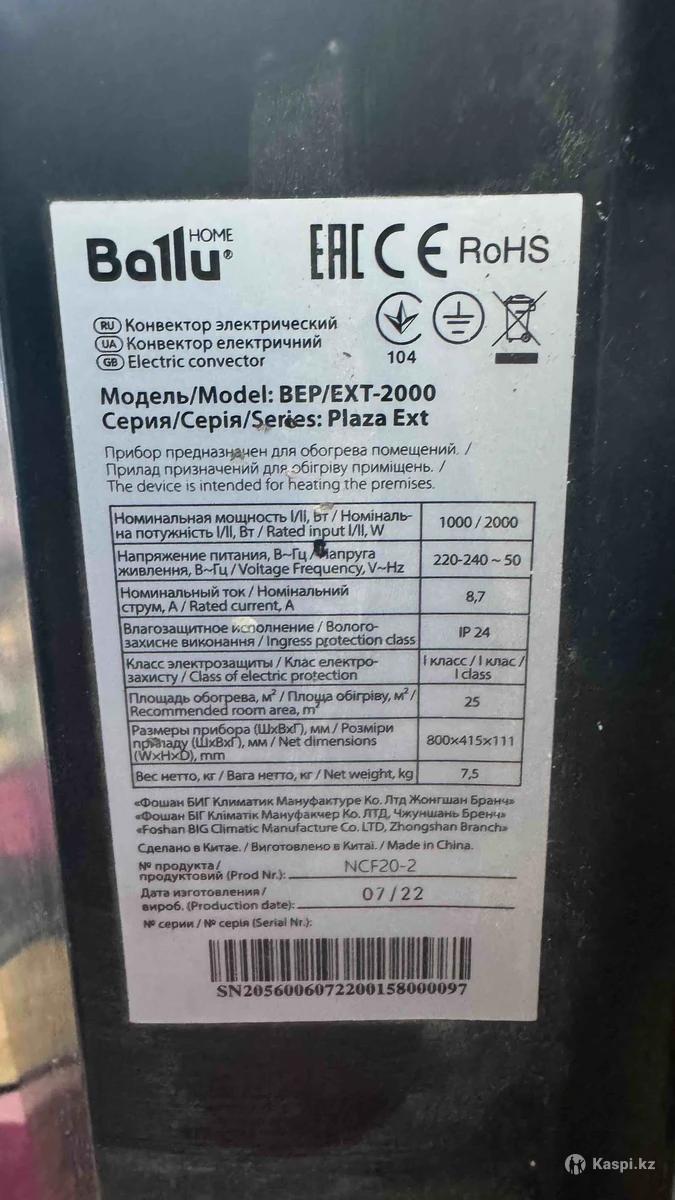 Ballu® HOME
EAC CE RoHS
RU Конвектор электрический
UA Конвектор електричний
GB Electric convector
104
Модель/Model: BEP/EXT-2000
Серия/Серія/Series: Plaza Ext
Прибор предназначен для обогрева помещений. /
Прилад призначений для обігріву приміщень. /
The device is intended for heating the premises.
Номинальная мощность I/II, Вт / Номіналь-
на потужність I/II, Вт / Rated input I/II, W
1000 / 2000
Напряжение питания, В~Гц / Напруга
живлення, В~Гц / Voltage Frequency, V~Hz
220-240 ~ 50
Номинальный ток / Номінальний
струм, А / Rated current, A
8,7
Влагозащитное исполнение /Волого-
захисне виконання / Ingress protection class
IP 24
Класс электрозащиты / Клас електро-
захисту / Class of electric protection
I класс / I клас /
I class
Площадь обогрева, м² / Площа обігріву, м² /
Recommended room area, m²
25
Размеры прибора (ШхВхГ), мм / Розміри
приладу (ШхВхГ), мм / Net dimensions
(WxHxD), mm
800×415×111
Вес нетто, кг / Вага нетто, кг / Net weight, kg
7,5
«Фошан БИГ Климатик Мануфактуре Ко. Лтд Жонгшан Бранч»
«Фошан БІГ Кліматік Мануфакчер Ко. ЛТД, Чжуншань Бренч»
«Foshan BIG Climatic Manufacture Co. LTD, Zhongshan Branch»
Сделано в Китае. / Виготовлено в Китаї. / Made in China.
№ продукта /
продуктовий (Prod Nr.): NCF20-2
Дата изготовления /
вироб. (Production date): 07/22
№ серии / № серія (Serial Nr.):
SN2056006072200158000097
Kaspi.kz